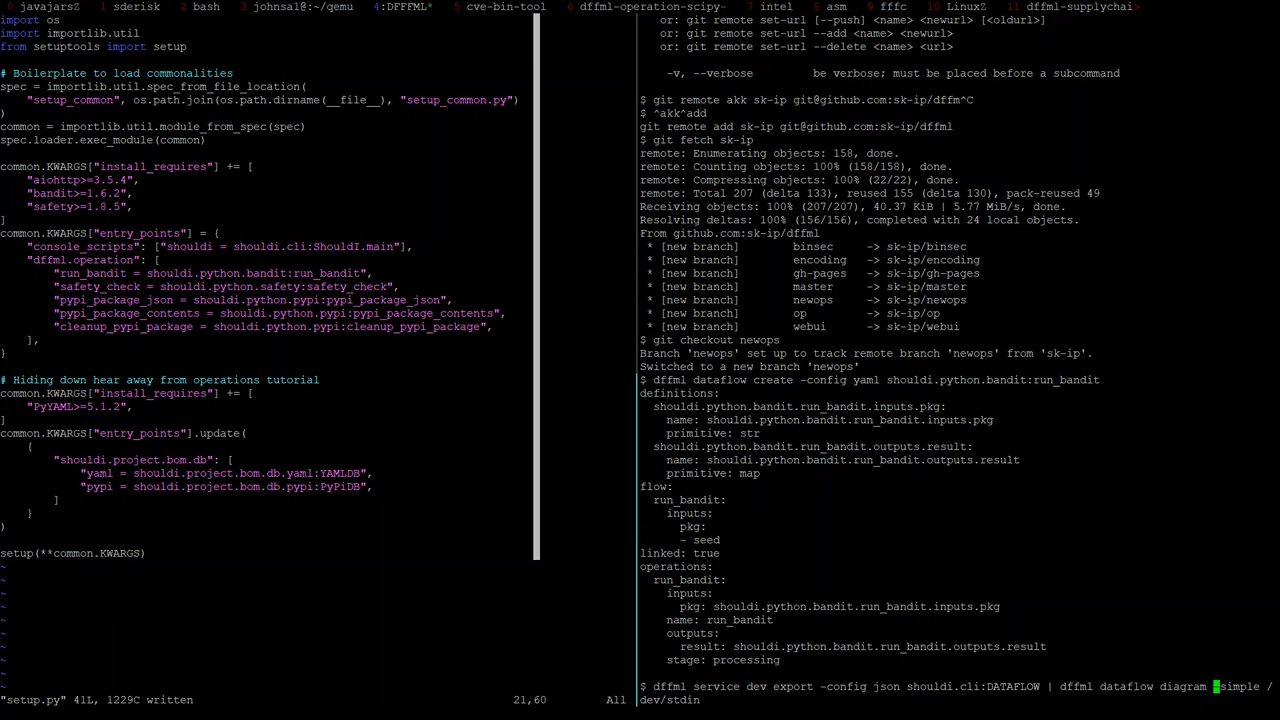 0 javajarsZ  1 sderisk  2 bash  3 johnsal@:~/qemu  4:DFFFML*  5 cve-bin-tool  6 dffml-operation-scipy-  7 intel  8 asm  9 fffc  10 LinuxZ  11 dffml-supplychai>
import os
import importlib.util
from setuptools import setup

# Boilerplate to load commonalities
spec = importlib.util.spec_from_file_location(
    "setup_common", os.path.join(os.path.dirname(__file__), "setup_common.py")
)
common = importlib.util.module_from_spec(spec)
spec.loader.exec_module(common)

common.KWARGS["install_requires"] += [
    "aiohttp>=3.5.4",
    "bandit>=1.6.2",
    "safety>=1.8.5",
]
common.KWARGS["entry_points"] = {
    "console_scripts": ["shouldi = shouldi.cli:ShouldI.main"],
    "dffml.operation": [
        "run_bandit = shouldi.python.bandit:run_bandit",
        "safety_check = shouldi.python.safety:safety_check",
        "pypi_package_json = shouldi.python.pypi:pypi_package_json",
        "pypi_package_contents = shouldi.python.pypi:pypi_package_contents",
        "cleanup_pypi_package = shouldi.python.pypi:cleanup_pypi_package",
    ],
}

# Hiding down hear away from operations tutorial
common.KWARGS["install_requires"] += [
    "PyYAML>=5.1.2",
]
common.KWARGS["entry_points"].update(
    {
        "shouldi.project.bom.db": [
            "yaml = shouldi.project.bom.db.yaml:YAMLDB",
            "pypi = shouldi.project.bom.db.pypi:PyPiDB",
        ]
    }
)

setup(**common.KWARGS)
~
~
~
~
~
~
~
~
~
~
"setup.py" 41L, 1229C written    21,60    All
   or: git remote set-url [--push] <name> <newurl> [<oldurl>]
   or: git remote set-url --add <name> <newurl>
   or: git remote set-url --delete <name> <url>

    -v, --verbose         be verbose; must be placed before a subcommand

$ git remote akk sk-ip git@github.com:sk-ip/dffm^C
$ ^akk^add
git remote add sk-ip git@github.com:sk-ip/dffml
$ git fetch sk-ip
remote: Enumerating objects: 158, done.
remote: Counting objects: 100% (158/158), done.
remote: Compressing objects: 100% (22/22), done.
remote: Total 207 (delta 133), reused 155 (delta 130), pack-reused 49
Receiving objects: 100% (207/207), 40.37 KiB | 5.77 MiB/s, done.
Resolving deltas: 100% (156/156), completed with 24 local objects.
From github.com:sk-ip/dffml
 * [new branch]        binsec     -> sk-ip/binsec
 * [new branch]        encoding   -> sk-ip/encoding
 * [new branch]        gh-pages   -> sk-ip/gh-pages
 * [new branch]        master     -> sk-ip/master
 * [new branch]        newops     -> sk-ip/newops
 * [new branch]        op         -> sk-ip/op
 * [new branch]        webui      -> sk-ip/webui
$ git checkout newops
Branch 'newops' set up to track remote branch 'newops' from 'sk-ip'.
Switched to a new branch 'newops'
$ dffml dataflow create -config yaml shouldi.python.bandit:run_bandit
definitions:
  shouldi.python.bandit.run_bandit.inputs.pkg:
    name: shouldi.python.bandit.run_bandit.inputs.pkg
    primitive: str
  shouldi.python.bandit.run_bandit.outputs.result:
    name: shouldi.python.bandit.run_bandit.outputs.result
    primitive: map
flow:
  run_bandit:
    inputs:
      pkg:
      - seed
linked: true
operations:
  run_bandit:
    inputs:
      pkg: shouldi.python.bandit.run_bandit.inputs.pkg
    name: run_bandit
    outputs:
      result: shouldi.python.bandit.run_bandit.outputs.result
    stage: processing

$ dffml service dev export -config json shouldi.cli:DATAFLOW | dffml dataflow diagram -simple /
dev/stdin